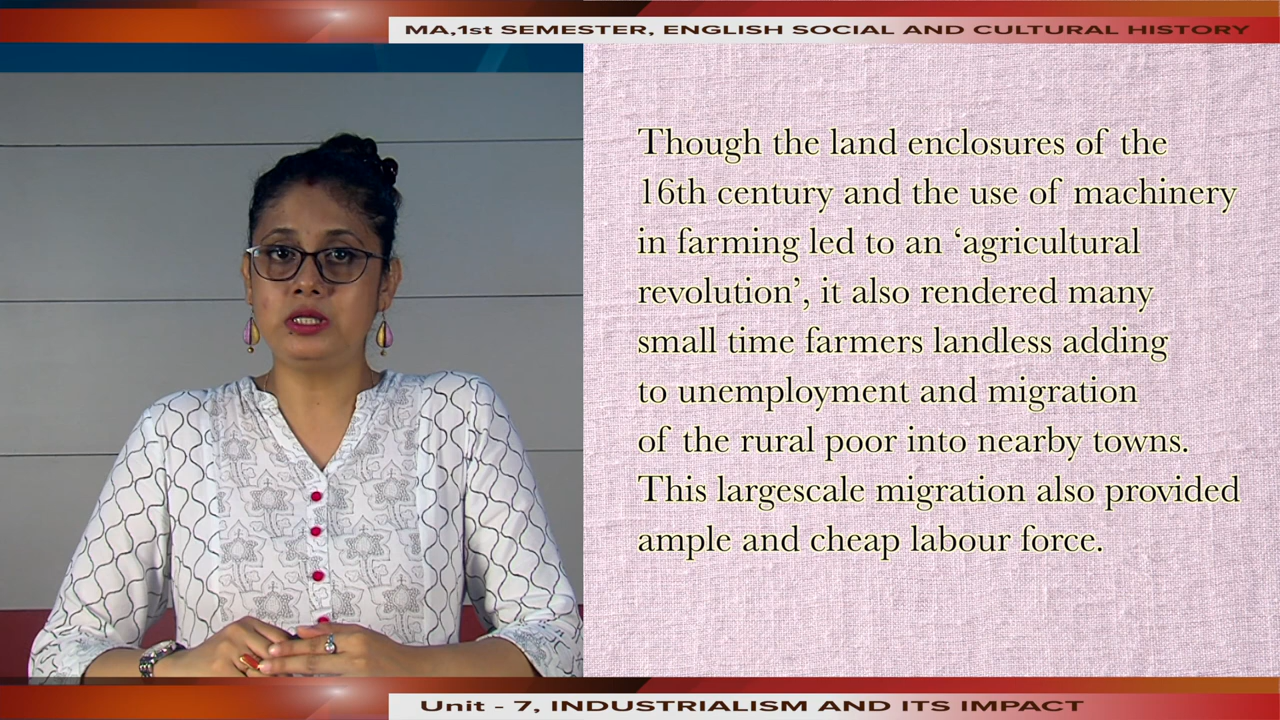 MA,1st SEMESTER, ENGLISH SOCIAL AND CULTURAL HISTORY
Though the land enclosures of the
16th century and the use of machinery
in farming led to an ‘agricultural
revolution’, it also rendered many
small time farmers landless adding
to unemployment and migration
of the rural poor into nearby towns.
This largescale migration also provided
ample and cheap labour force.
Unit - 7, INDUSTRIALISM AND ITS IMPACT